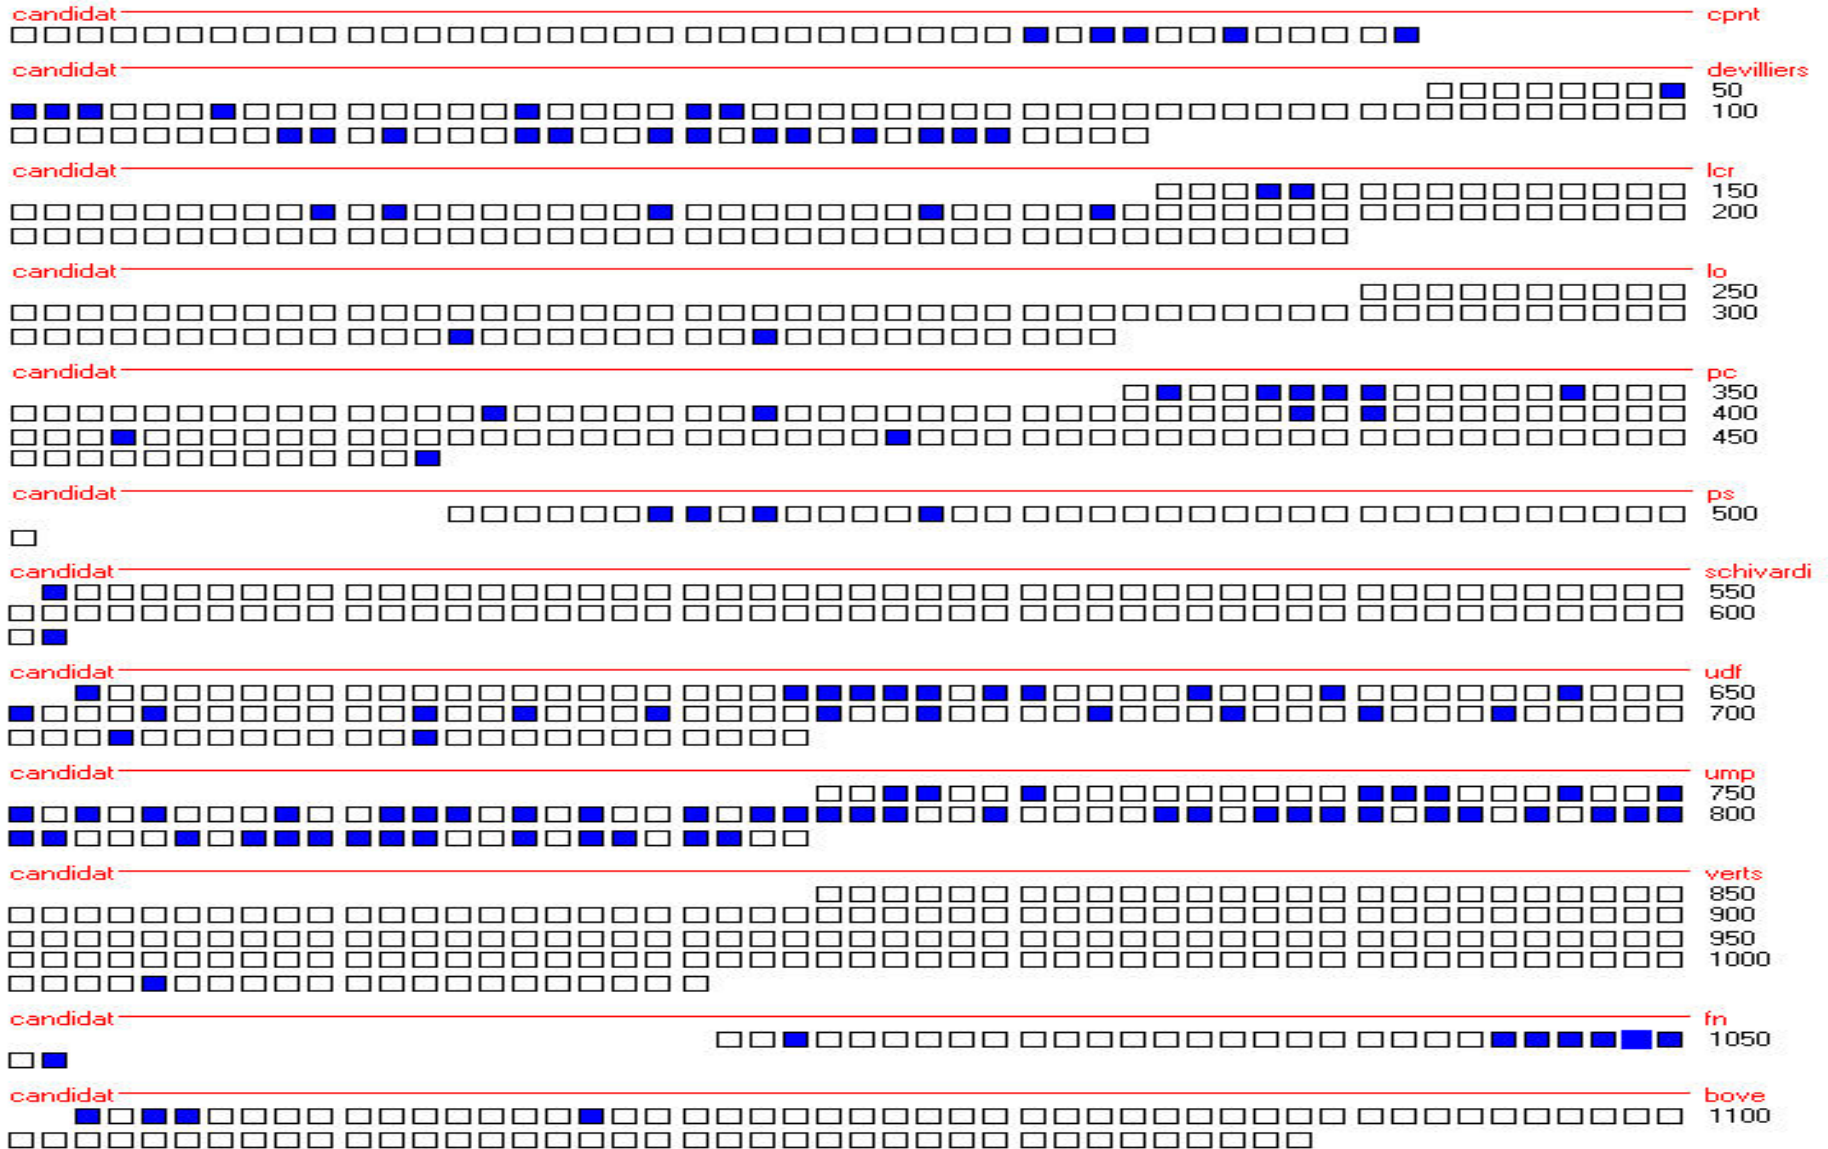 candidat cpnt
candidat devilliers
50
100
candidat lcr
150
200
candidat lo
250
300
candidat pc
350
400
450
candidat ps
500
candidat schivardi
550
600
candidat udf
650
700
candidat ump
750
800
candidat verts
850
900
950
1000
candidat fn
1050
candidat bove
1100